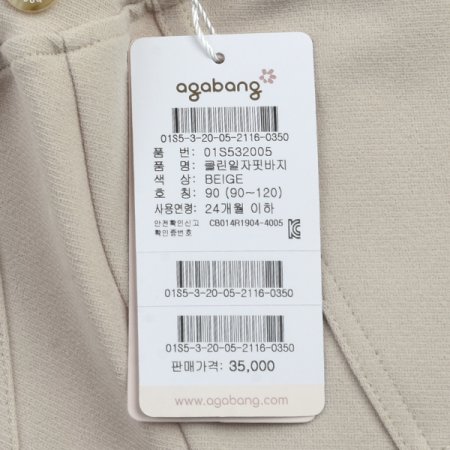 agabang
01S5-3-20-05-2116-0350
품 번: 01S532005
품 명: 클린일자핏바지
색 상: BEIGE
호 칭: 90 (90~120)
사용연령: 24개월 이하
안전확인신고 확인증번호 CB014R1904-4005
01S5-3-20-05-2116-0350
01S5-3-20-05-2116-0350
판매가격: 35,000
www.agabang.com